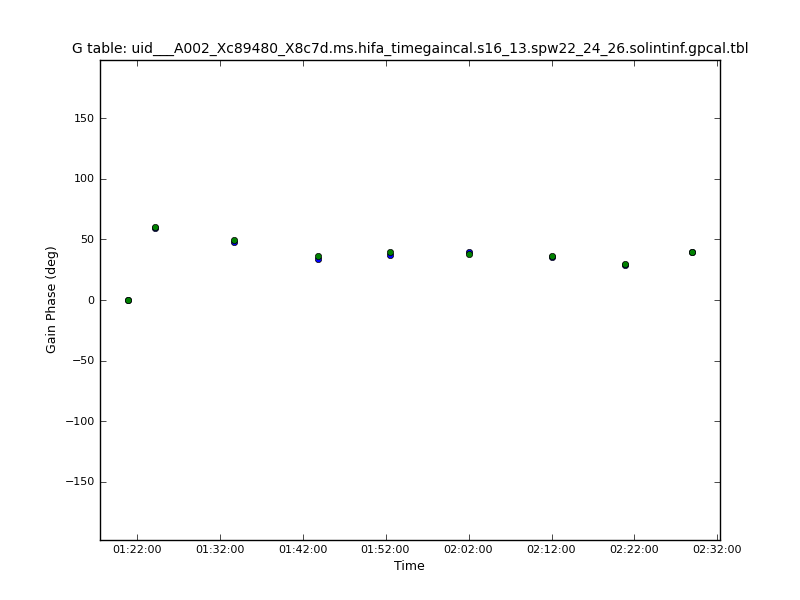 G table: uid___A002_Xc89480_X8c7d.ms.hifa_timegaincal.s16_13.spw22_24_26.solintinf.gpcal.tbl
150
100
50
0
−50
−100
−150
Gain Phase (deg)
01:22:00 01:32:00 01:42:00 01:52:00 02:02:00 02:12:00 02:22:00 02:32:00
Time